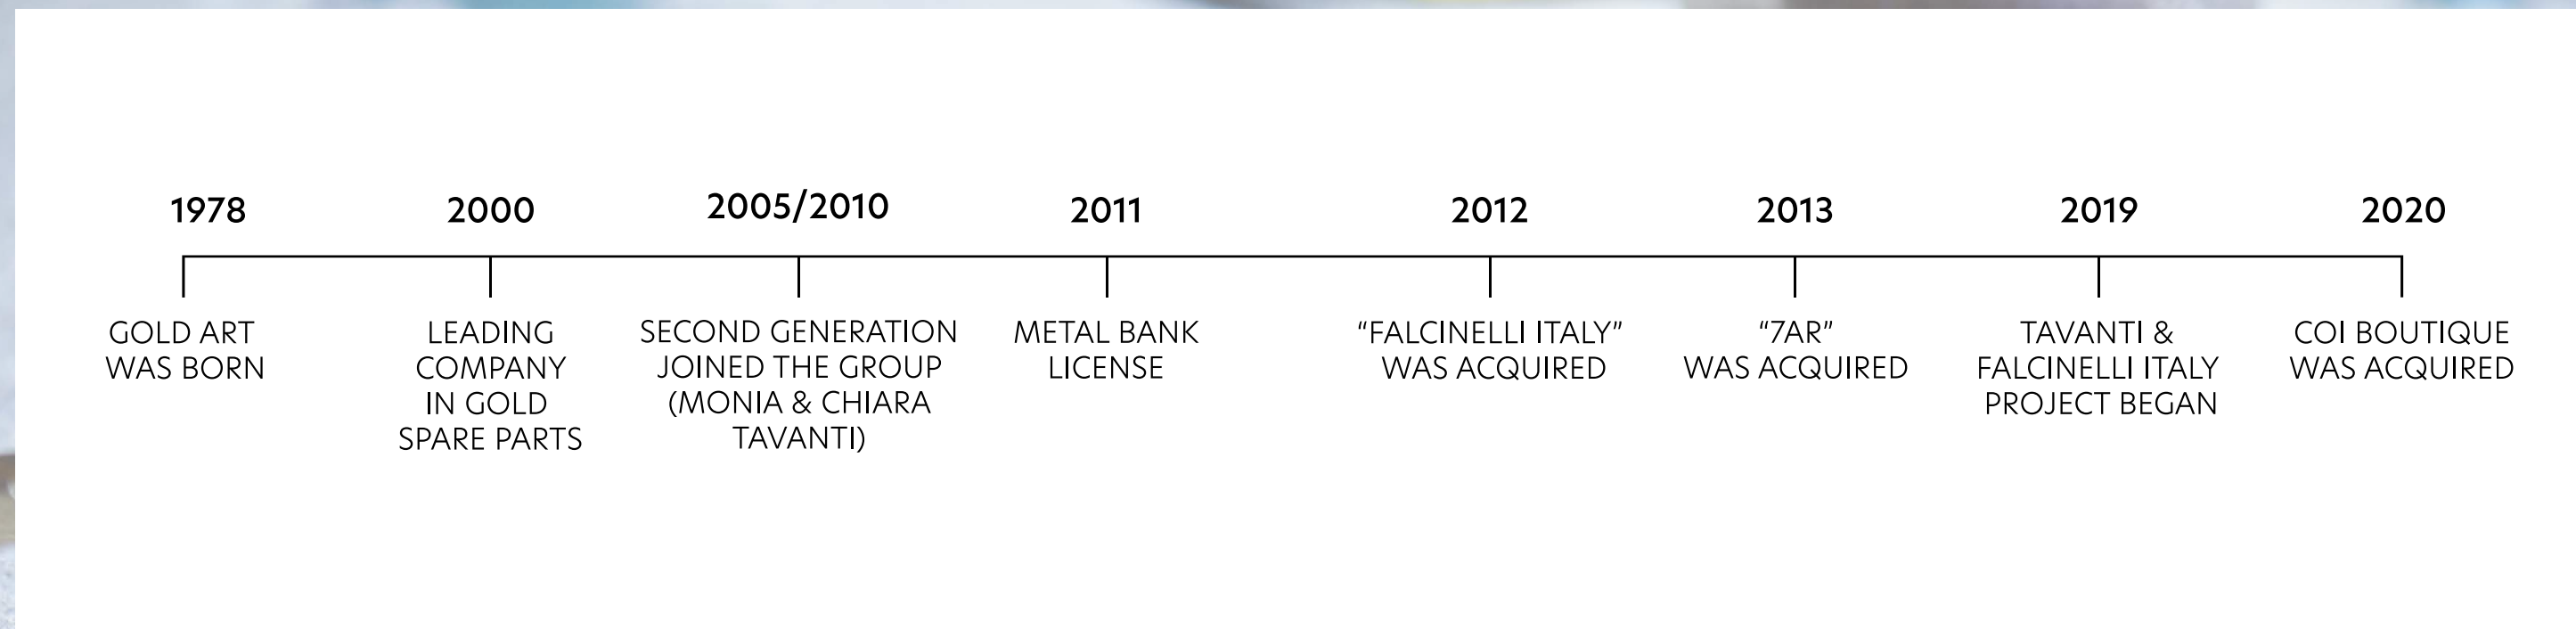 1978
GOLD ART
WAS BORN
2000
LEADING
COMPANY
IN GOLD
SPARE PARTS
2005/2010
SECOND GENERATION
JOINED THE GROUP
(MONIA & CHIARA
TAVANTI)
2011
METAL BANK
LICENSE
2012
“FALCINELLI ITALY”
WAS ACQUIRED
2013
“7AR”
WAS ACQUIRED
2019
TAVANTI &
FALCINELLI ITALY
PROJECT BEGAN
2020
COI BOUTIQUE
WAS ACQUIRED